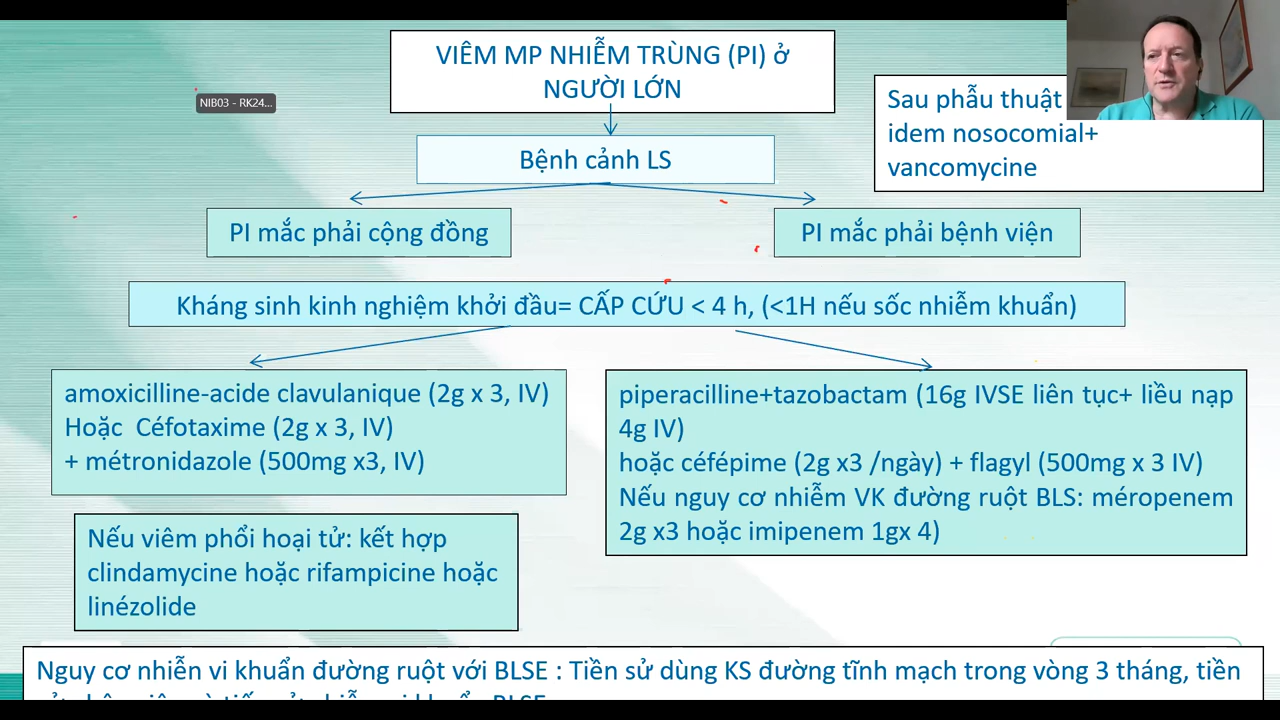 VIÊM MP NHIỄM TRÙNG (PI) ở
NGƯỜI LỚN
NIB03 - RK24...
Sau phẫu thuật
idem nosocomial+
vancomycine
Bệnh cảnh LS
PI mắc phải cộng đồng
PI mắc phải bệnh viện
Kháng sinh kinh nghiệm khởi đầu= CẤP CỨU < 4 h, (<1H nếu sốc nhiễm khuẩn)
amoxicilline-acide clavulanique (2g x 3, IV)
Hoặc Céfotaxime (2g x 3, IV)
+ métronidazole (500mg x3, IV)
piperacilline+tazobactam (16g IVSE liên tục+ liều nạp
4g IV)
hoặc céfépime (2g x3 /ngày) + flagyl (500mg x 3 IV)
Nếu nguy cơ nhiễm VK đường ruột BLS: méropenem
2g x3 hoặc imipenem 1gx 4)
Nếu viêm phổi hoại tử: kết hợp
clindamycine hoặc rifampicine hoặc
linézolide
Nguy cơ nhiễn vi khuẩn đường ruột với BLSE : Tiền sử dùng KS đường tĩnh mạch trong vòng 3 tháng, tiền